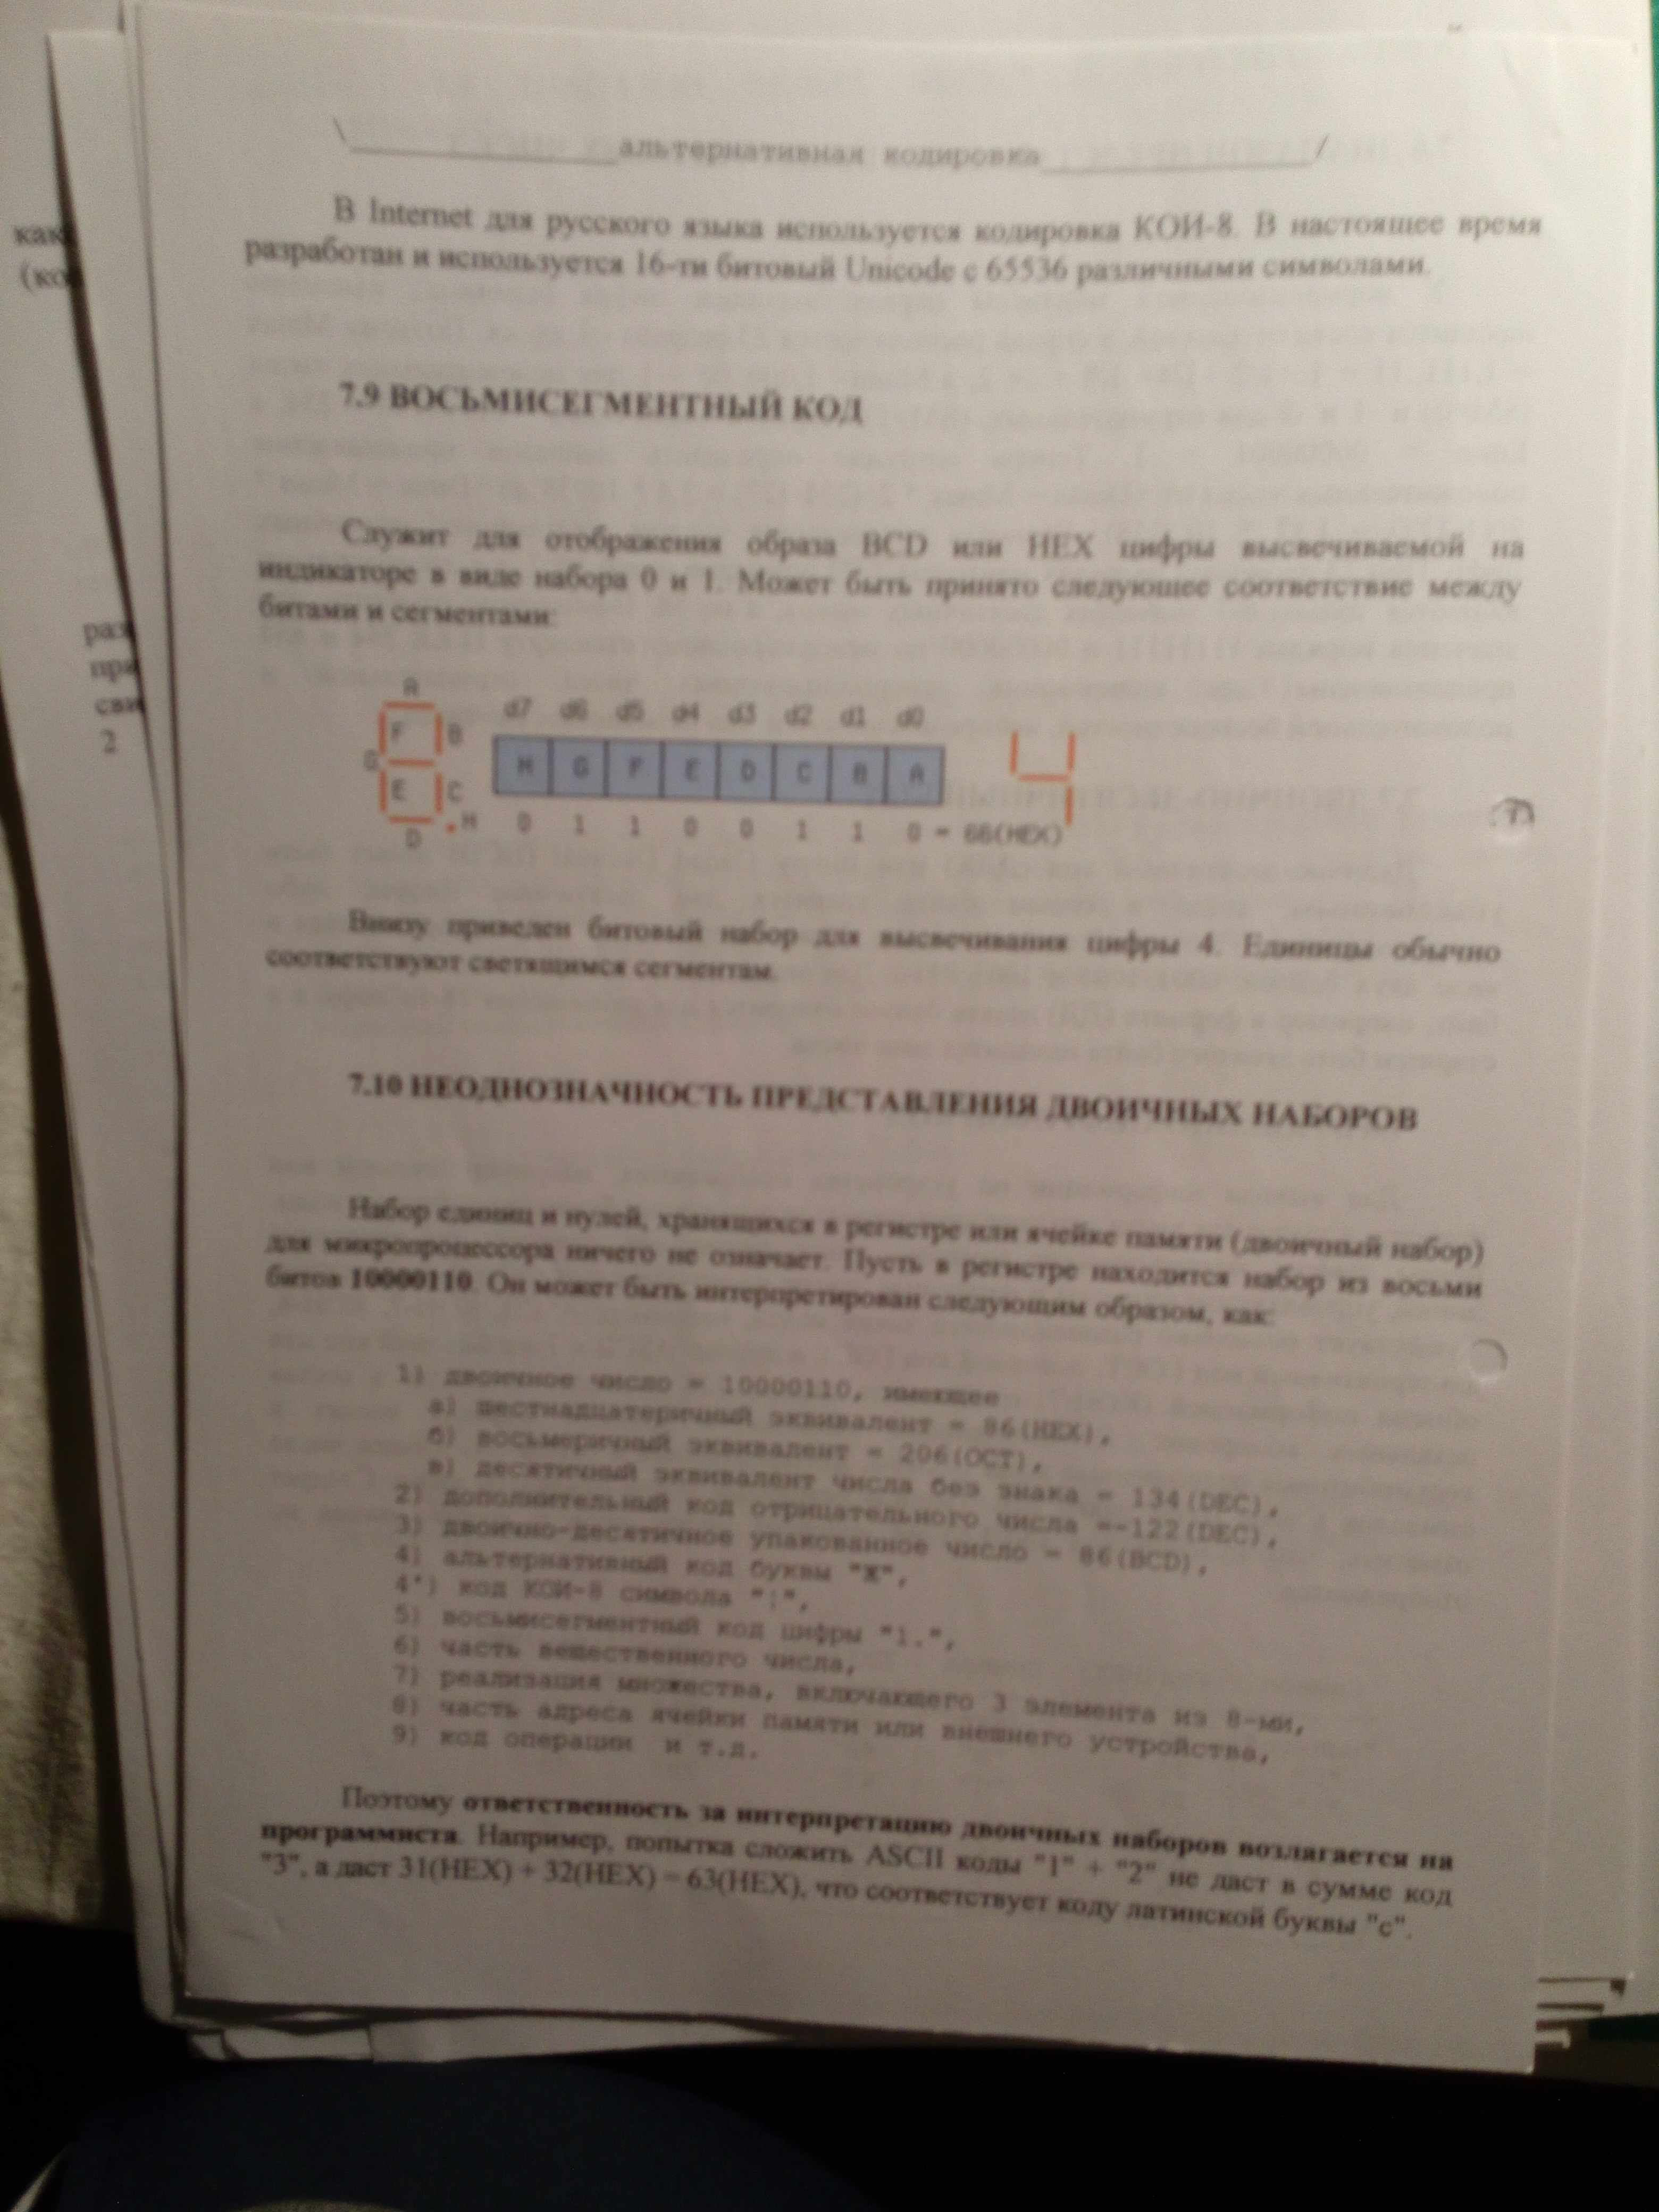 \_______________альтернативная кодировка_______________/
В Internet для русского языка используется кодировка КОИ-8. В настоящее время
разработан и используется 16-ти битовый Unicode с 65536 различными символами.
7.9 ВОСЬМИСЕГМЕНТНЫЙ КОД
Служит для отображения образа BCD или HEX цифры высвечиваемой на
индикаторе в виде набора 0 и 1. Может быть принято следующее соответствие между
битами и сегментами:
A
F B
G
E C
D H
d7 d6 d5 d4 d3 d2 d1 d0
H G F E D C B A
0 1 1 0 0 1 1 0 = 66(HEX)
Внизу приведен битовый набор для высвечивания цифры 4. Единицы обычно
соответствуют светящимся сегментам.
7.10 НЕОДНОЗНАЧНОСТЬ ПРЕДСТАВЛЕНИЯ ДВОИЧНЫХ НАБОРОВ
Набор единиц и нулей, хранящихся в регистре или ячейке памяти (двоичный набор)
для микропроцессора ничего не означает. Пусть в регистре находится набор из восьми
битов 10000110. Он может быть интерпретирован следующим образом, как:
1) двоичное число = 10000110, имеющее
а) шестнадцатеричный эквивалент = 86(HEX),
б) восьмеричный эквивалент = 206(OCT),
в) десятичный эквивалент числа без знака = 134(DEC),
2) дополнительный код отрицательного числа =-122(DEC),
3) двоично-десятичное упакованное число = 86(BCD),
4) альтернативный код буквы "Ж",
4') код КОИ-8 символа
5) восьмисегментный код цифры "1.",
6) часть вещественного числа,
7) реализация множества, включающего 3 элемента из 8-ми,
8) часть адреса ячейки памяти или внешнего устройства,
9) код операции и т.д.
Поэтому ответственность за интерпретацию двоичных наборов возлагается на
программиста. Например, попытка сложить ASCII коды "1" + "2" не даст в сумме код
"3", а даст 31(HEX) + 32(HEX) = 63(HEX), что соответствует коду латинской буквы "c".
как
(ко
раз
при
сви
2